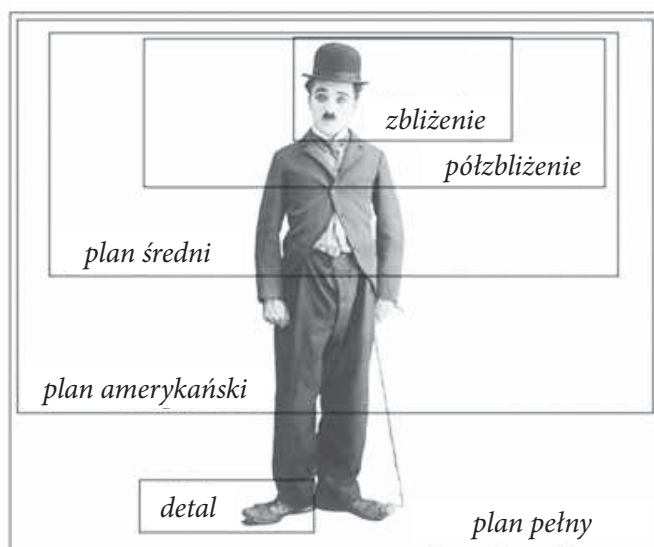 zbliżenie
półzbliżenie
plan średni
plan amerykański
detal
plan pełny